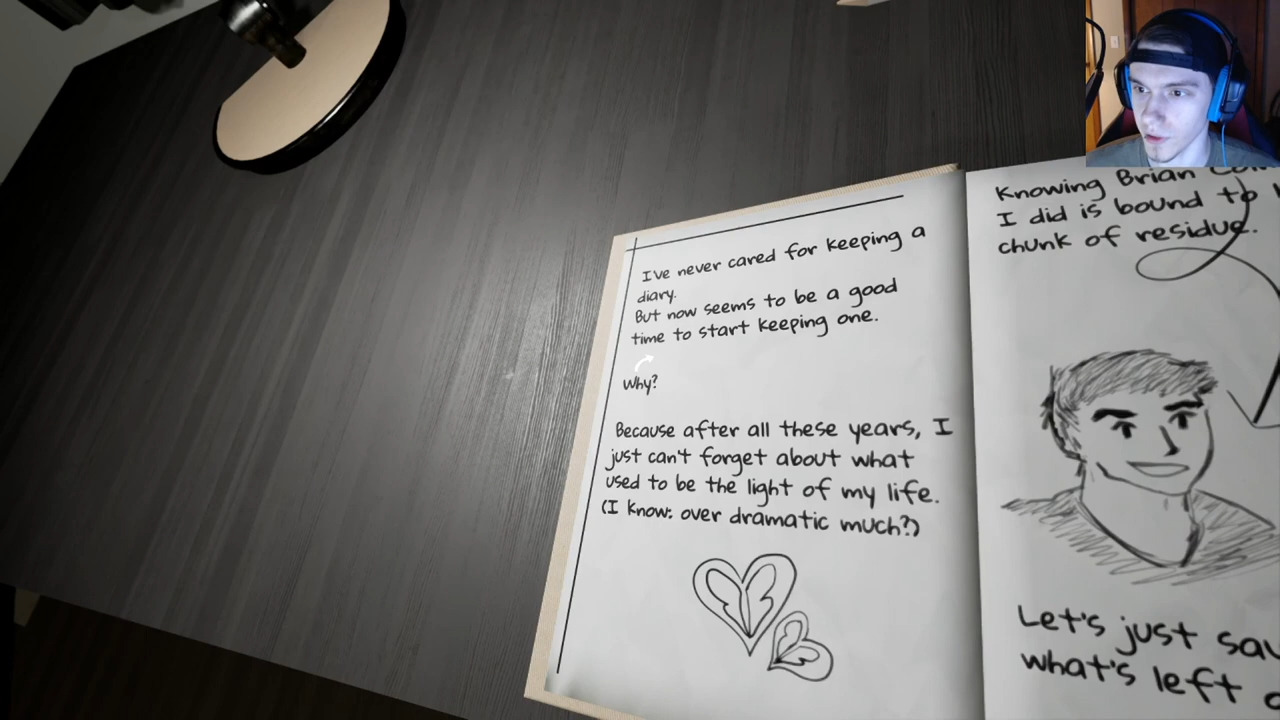 I've never cared for keeping a
diary.
But now seems to be a good
time to start keeping one.
Why?
Because after all these years, I
just can't forget about what
used to be the light of my life.
(I know: over dramatic much?)
Knowing Brian
I did is bound to
chunk of residue.
Let's just say
what's left